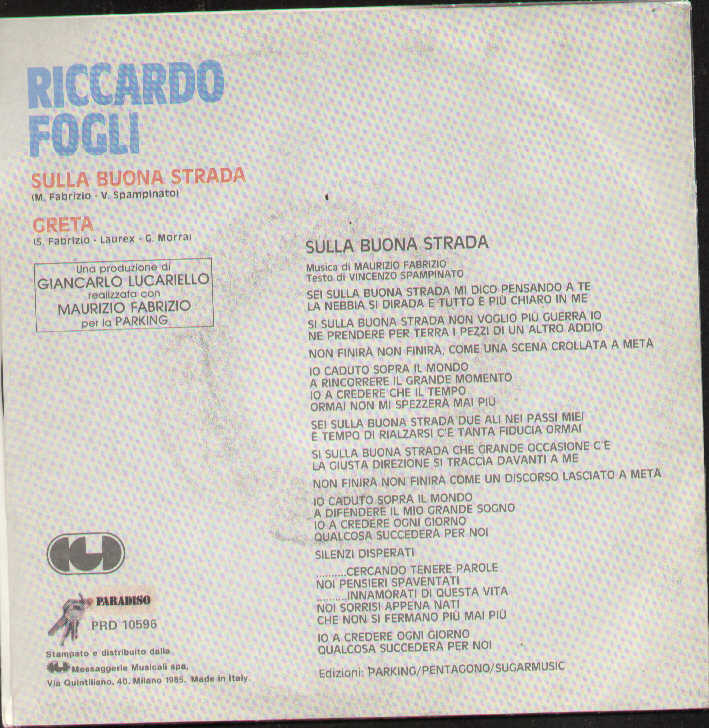 RICCARDO
FOGLI
SULLA BUONA STRADA
(M. Fabrizio - V. Spampinato)
GRETA
(S. Fabrizio - Laurex - G. Morra)
Una produzione di
GIANCARLO LUCARIELLO
realizzata con
MAURIZIO FABRIZIO
per la PARKING
SULLA BUONA STRADA
Musica di MAURIZIO FABRIZIO
Testo di VINCENZO SPAMPINATO
SEI SULLA BUONA STRADA MI DICO PENSANDO A TE
LA NEBBIA SI DIRADA E TUTTO È PIÙ CHIARO IN ME
SI SULLA BUONA STRADA NON VOGLIO PIÙ GUERRA IO
NE PRENDERE PER TERRA I PEZZI DI UN ALTRO ADDIO
NON FINIRÀ NON FINIRÀ, COME UNA SCENA CROLLATA A METÀ
IO CADUTO SOPRA IL MONDO
A RINCORRERE IL GRANDE MOMENTO
IO A CREDERE CHE IL TEMPO
ORMAI NON MI SPEZZERÀ MAI PIÙ
SEI SULLA BUONA STRADA DUE ALI NEI PASSI MIEI
È TEMPO DI RIALZARSI C'È TANTA FIDUCIA ORMAI
SI SULLA BUONA STRADA CHE GRANDE OCCASIONE C'È
LA GIUSTA DIREZIONE SI TRACCIA DAVANTI A ME
NON FINIRÀ NON FINIRÀ COME UN DISCORSO LASCIATO A METÀ
IO CADUTO SOPRA IL MONDO
A DIFENDERE IL MIO GRANDE SOGNO
IO A CREDERE OGNI GIORNO
QUALCOSA SUCCEDERÀ PER NOI
SILENZI DISPERATI
..........CERCANDO TENERE PAROLE
NOI PENSIERI SPAVENTATI
..........INNAMORATI DI QUESTA VITA
NOI SORRISI APPENA NATI
CHE NON SI FERMANO PIÙ MAI PIÙ
IO A CREDERE OGNI GIORNO
QUALCOSA SUCCEDERÀ PER NOI
Edizioni: PARKING/PENTAGONO/SUGARMUSIC
CGD
PARADISO
PRD 10596
Stampato e distribuito dalla
CGD Messaggerie Musicali spa,
Via Quintiliano, 40. Milano 1985. Made in Italy